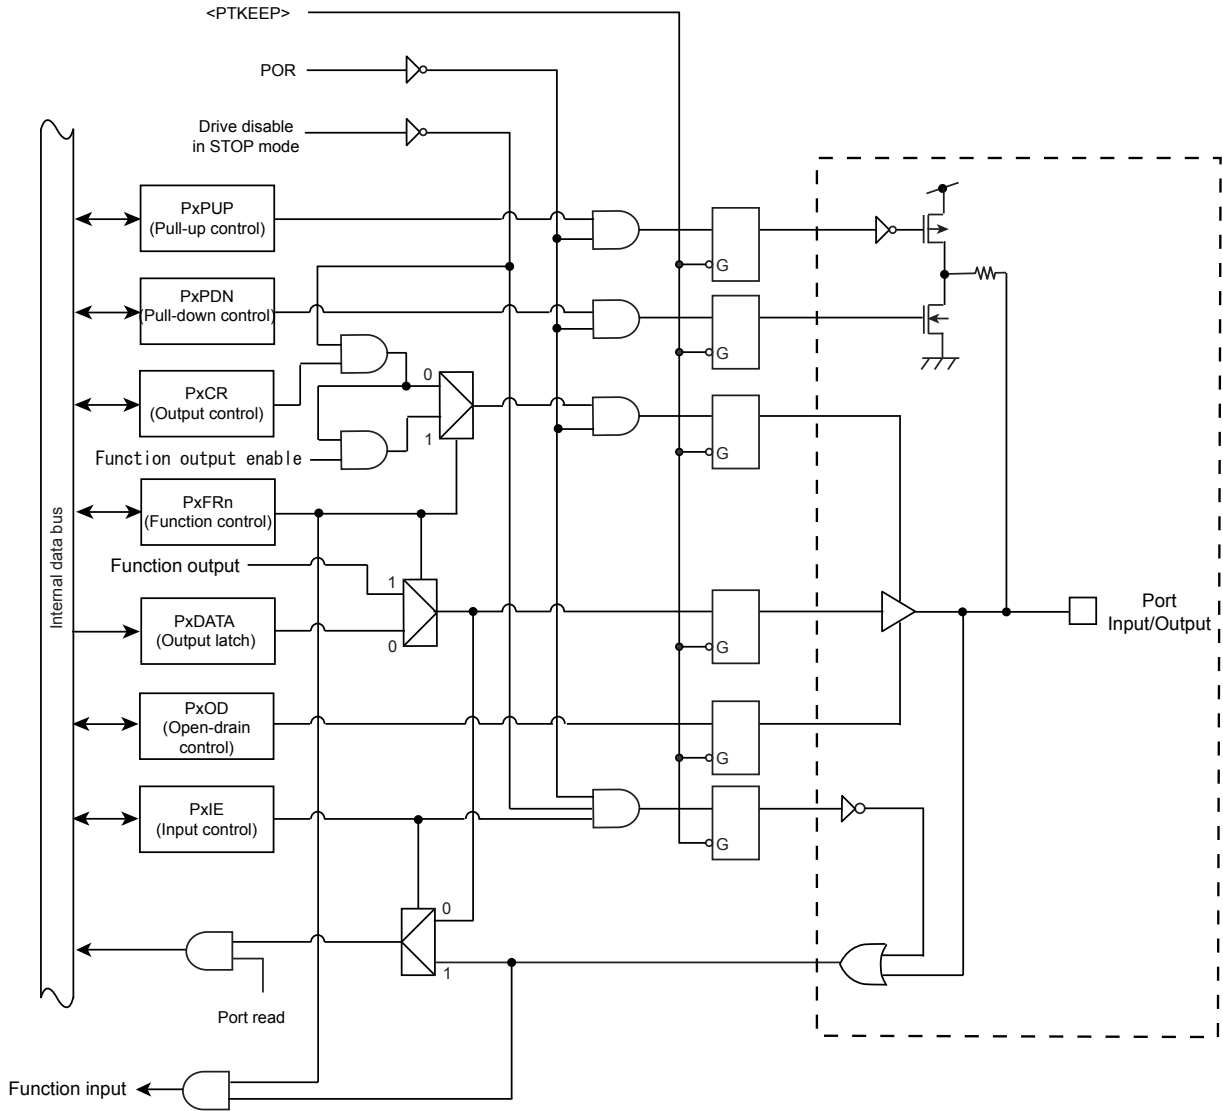 <PTKEEP>
POR
Drive disable
in STOP mode
PxPUP
(Pull-up control)
G
PxPDN
(Pull-down control)
G
PxCR
(Output control)
0
1
G
Function output enable
PxFRn
(Function control)
Internal data bus
Function output
1
0
PxDATA
(Output latch)
G
Port
Input/Output
PxOD
(Open-drain
control)
G
PxIE
(Input control)
G
0
1
Port read
Function input